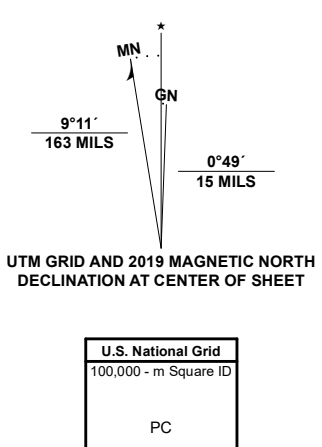 ★
MN
GN
9°11´
163 MILS
0°49´
15 MILS
UTM GRID AND 2019 MAGNETIC NORTH
DECLINATION AT CENTER OF SHEET
U.S. National Grid
100,000 - m Square ID
PC